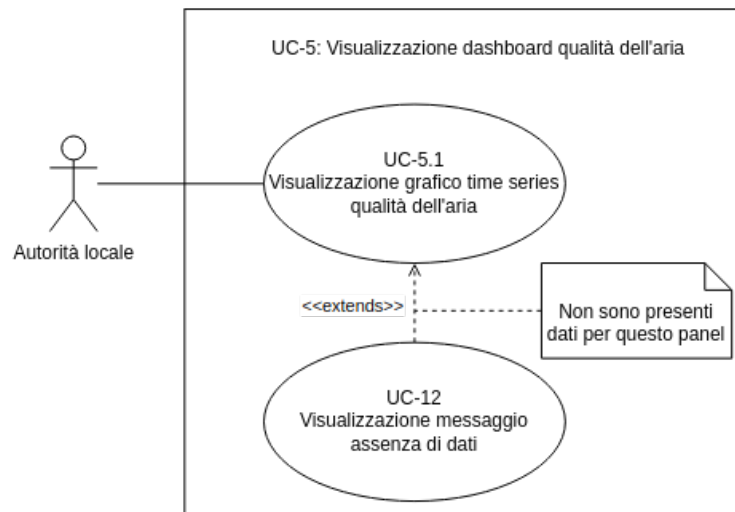 UC-5: Visualizzazione dashboard qualità dell'aria
UC-5.1
Visualizzazione grafico time series
qualità dell'aria
Autorità locale
<<extends>>
Non sono presenti
dati per questo panel
UC-12
Visualizzazione messaggio
assenza di dati